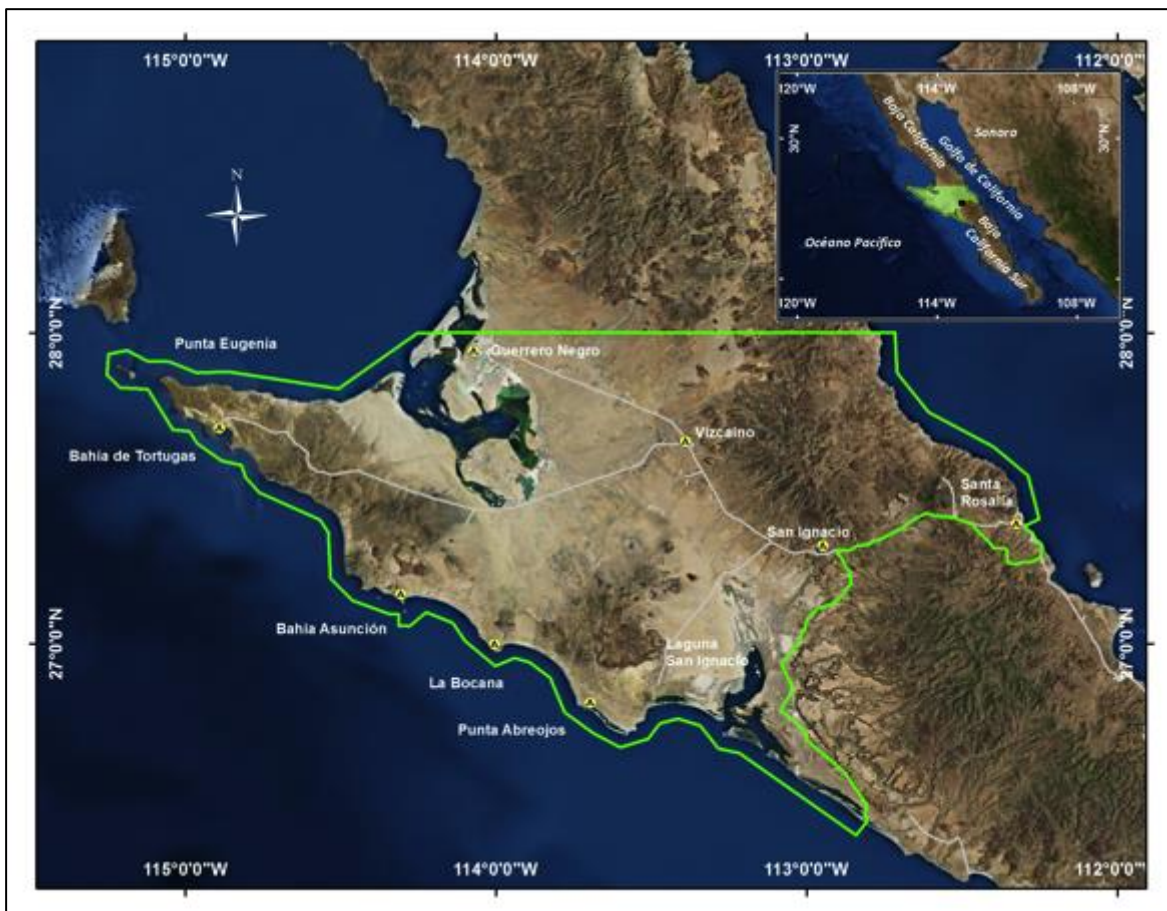 115°0'0"W
114°0'0"W
113°0'0"W
112°0'0"W
120°W
114°W
108°W
30°N
30°N
Baja California
Sonora
Golfo de California
Océano Pacífico
Baja
California Sur
120°W
114°W
108°W
N
28°0'0"N
28°0'0"N
Punta Eugenia
Guerrero Negro
Vizcaino
Bahía de Tortugas
Santa
Rosalía
San Ignacio
Bahía Asunción
27°0'0"N
27°0'0"N
Laguna
San Ignacio
La Bocana
Punta Abreojos
115°0'0"W
114°0'0"W
113°0'0"W
112°0'0"W